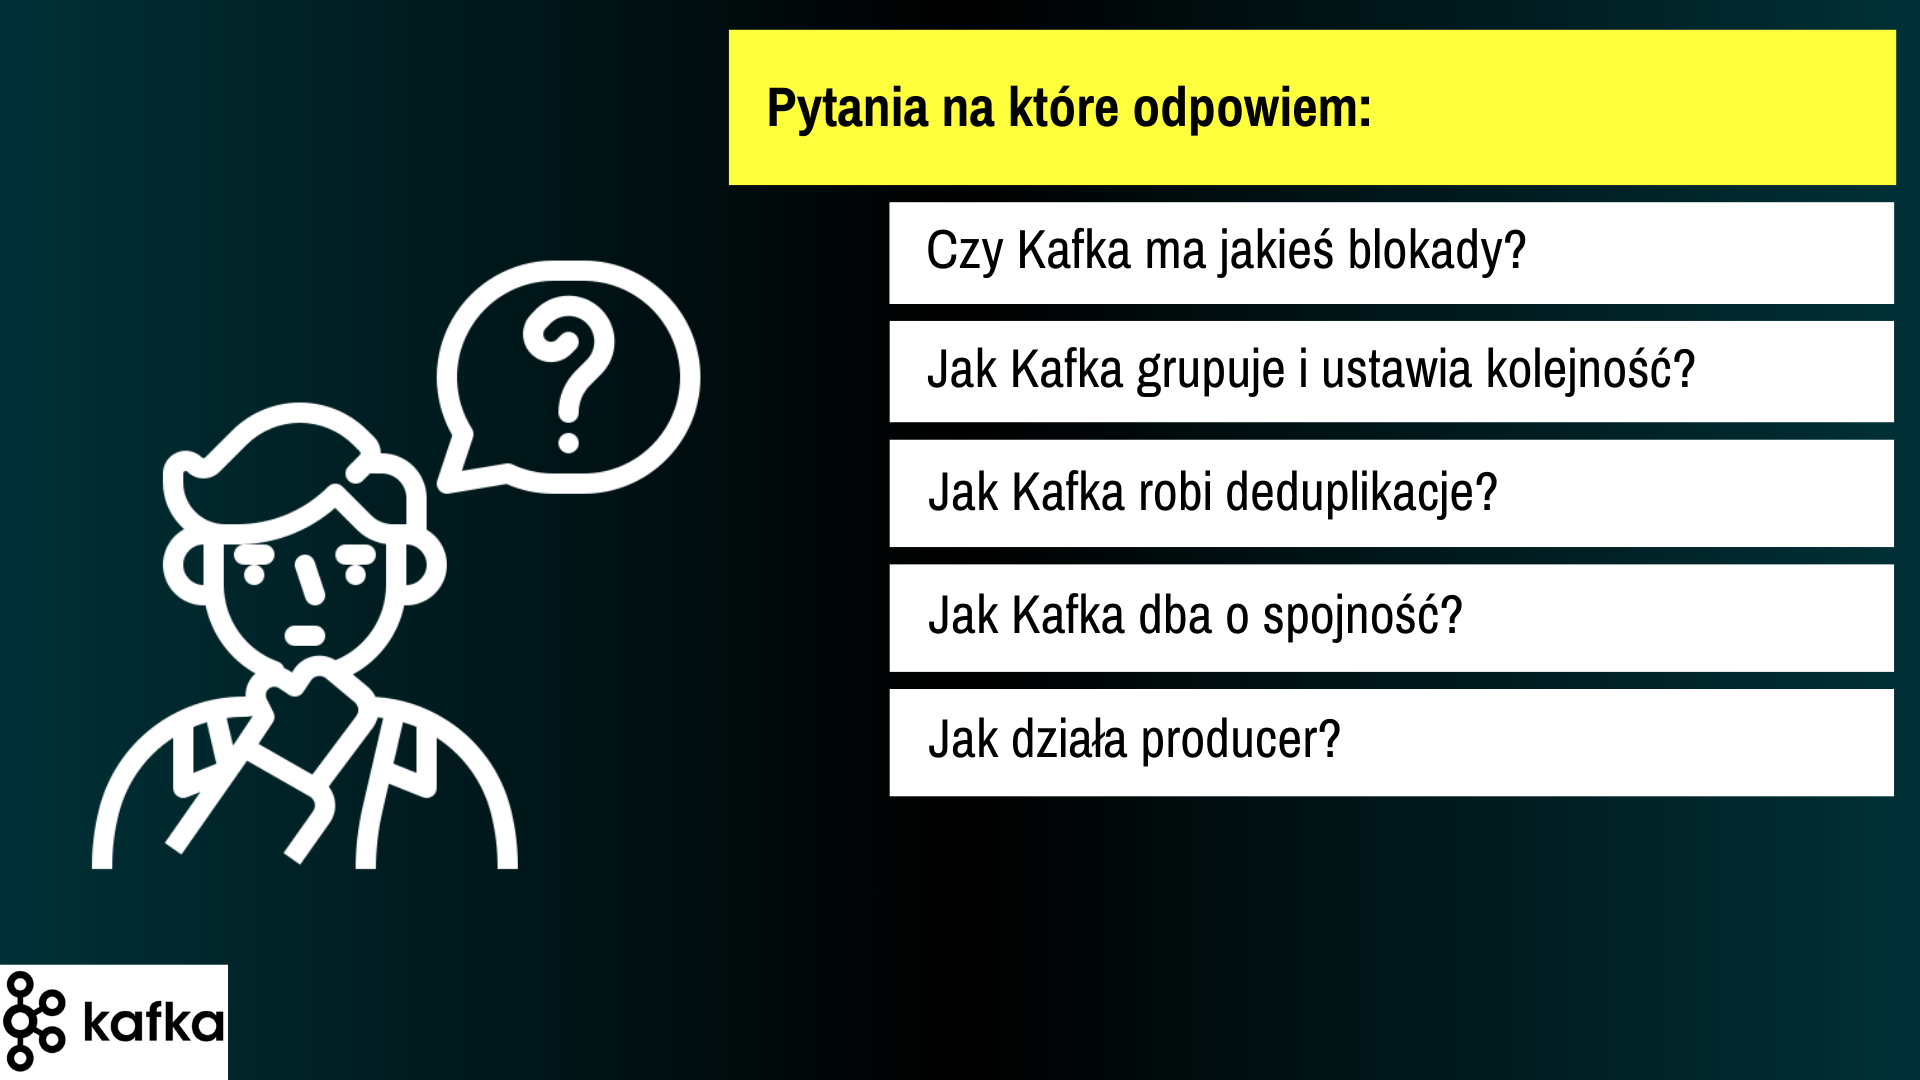 Pytania na które odpowiem:
Czy Kafka ma jakieś blokady?
Jak Kafka grupuje i ustawia kolejność?
Jak Kafka robi deduplikacje?
Jak Kafka dba o spojność?
Jak działa producer?
?
kafka